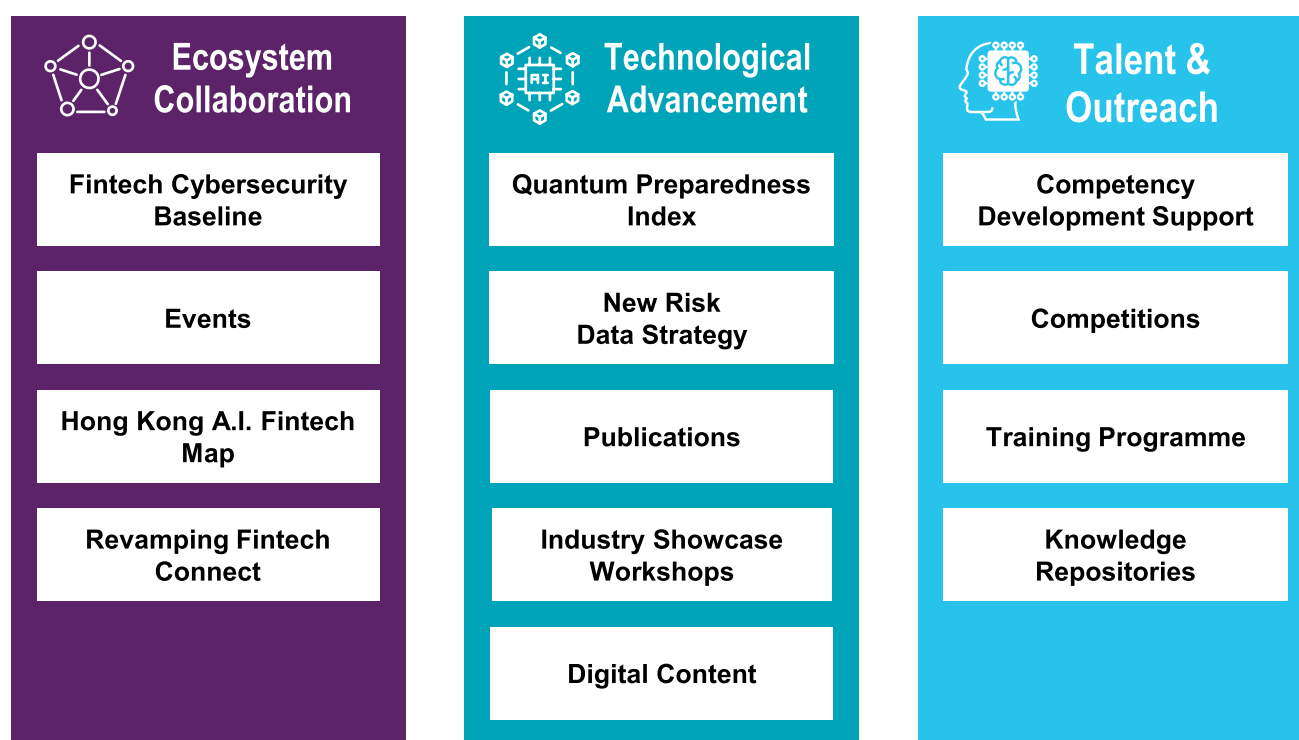 Ecosystem
Collaboration
Fintech Cybersecurity
Baseline
Events
Hong Kong A.I. Fintech
Map
Revamping Fintech
Connect
AI
Technological
Advancement
Quantum Preparedness
Index
New Risk
Data Strategy
Publications
Industry Showcase
Workshops
Digital Content
Talent &
Outreach
Competency
Development Support
Competitions
Training Programme
Knowledge
Repositories